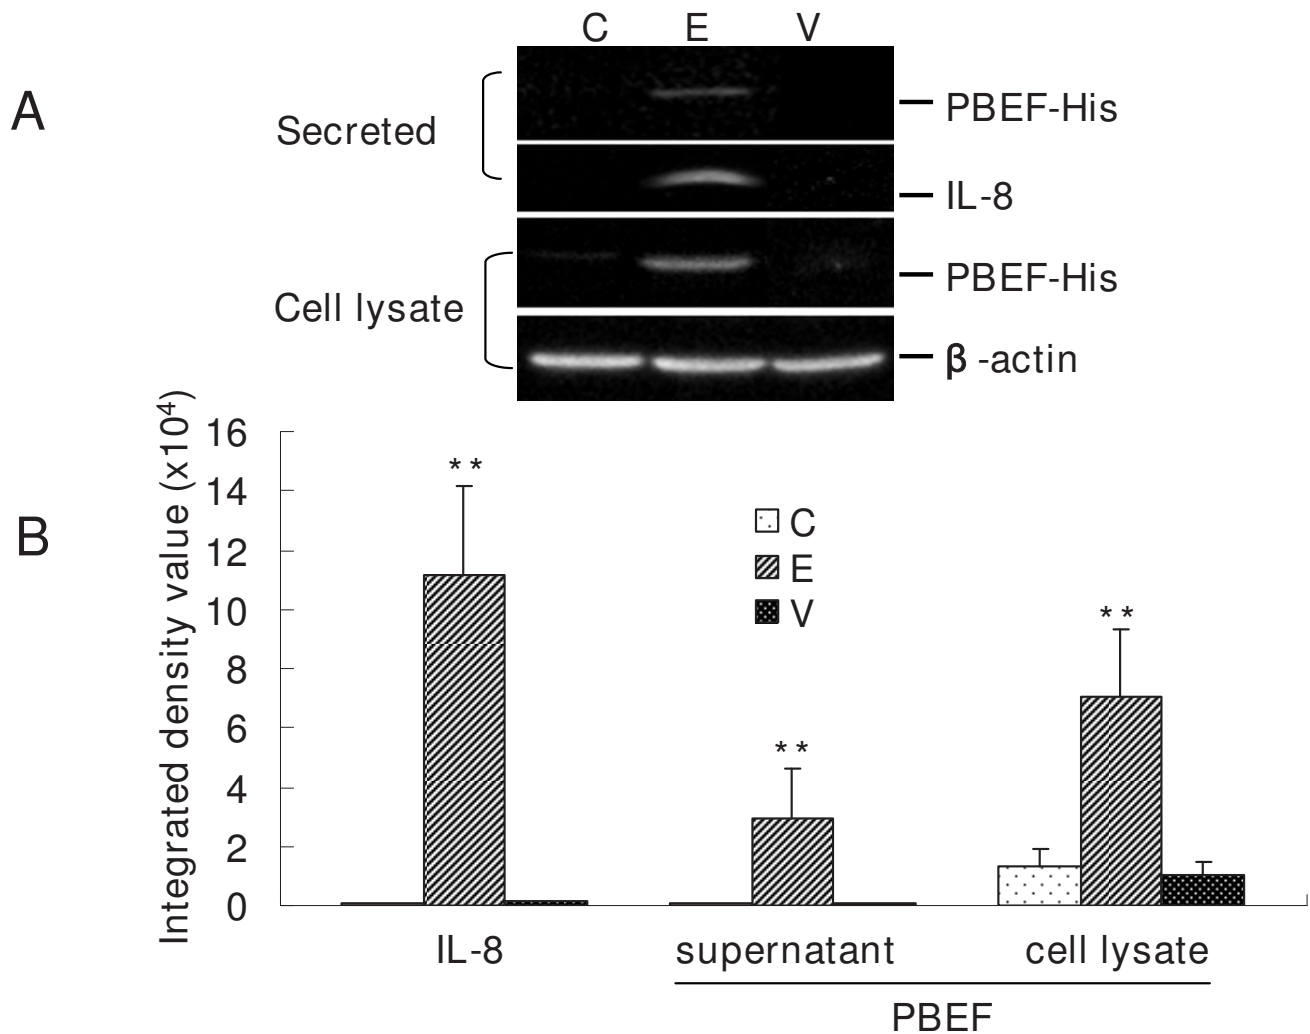 C E V
A
Secreted
PBEF-His
IL-8
Cell lysate
PBEF-His
β -actin
B
Integrated density value (x10⁴)
16
14
12
10
8
6
4
2
0
**
**
**
C
E
V
IL-8 supernatant cell lysate
PBEF